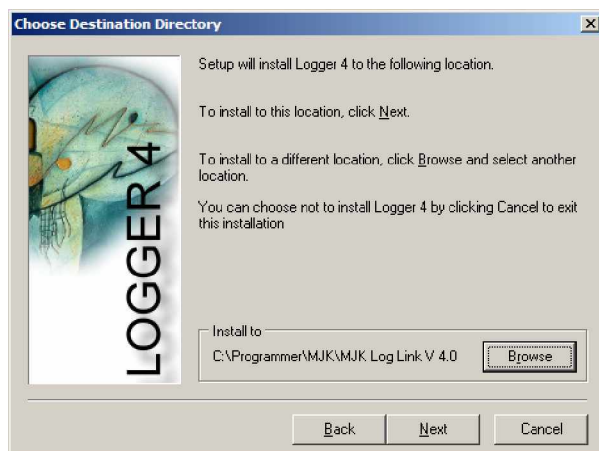 Choose Destination Directory
LOGGER 4
Setup will install Logger 4 to the following location.
To install to this location, click Next.
To install to a different location, click Browse and select another
location.
You can choose not to install Logger 4 by clicking Cancel to exit
this installation
Install to
C:\Programmer\MJK\MJK Log Link V 4.0
Browse
Back
Next
Cancel